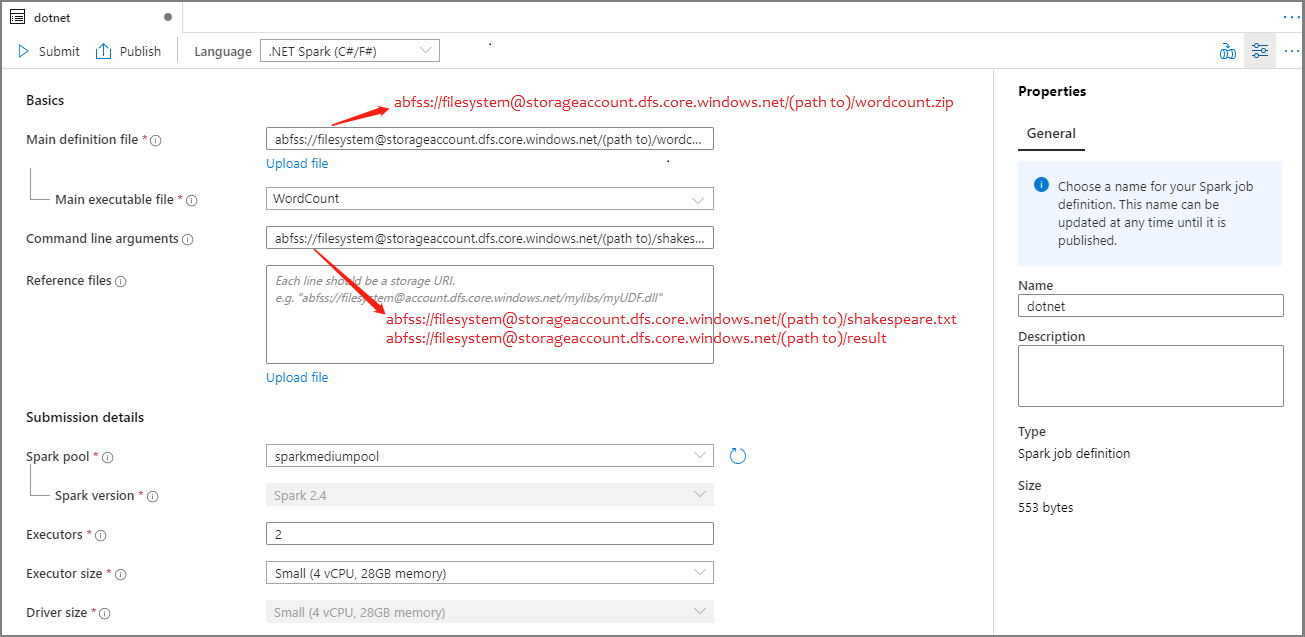 dotnet
Submit
Publish
Language
.NET Spark (C#/F#)
Basics
abfss://filesystem@storageaccount.dfs.core.windows.net/(path to)/wordcount.zip
Main definition file *
abfss://filesystem@storageaccount.dfs.core.windows.net/(path to)/wordc...
Upload file
Main executable file *
WordCount
Command line arguments
abfss://filesystem@storageaccount.dfs.core.windows.net/(path to)/shakes...
Reference files
Each line should be a storage URI.
e.g. "abfss://filesystem@account.dfs.core.windows.net/mylibs/myUDF.dll"
abfss://filesystem@storageaccount.dfs.core.windows.net/(path to)/shakespeare.txt
abfss://filesystem@storageaccount.dfs.core.windows.net/(path to)/result
Upload file
Submission details
Spark pool *
sparkmediumpool
Spark version *
Spark 2.4
Executors *
2
Executor size *
Small (4 vCPU, 28GB memory)
Driver size *
Small (4 vCPU, 28GB memory)
Properties
General
Choose a name for your Spark job
definition. This name can be
updated at any time until it is
published.
Name
dotnet
Description
Type
Spark job definition
Size
553 bytes